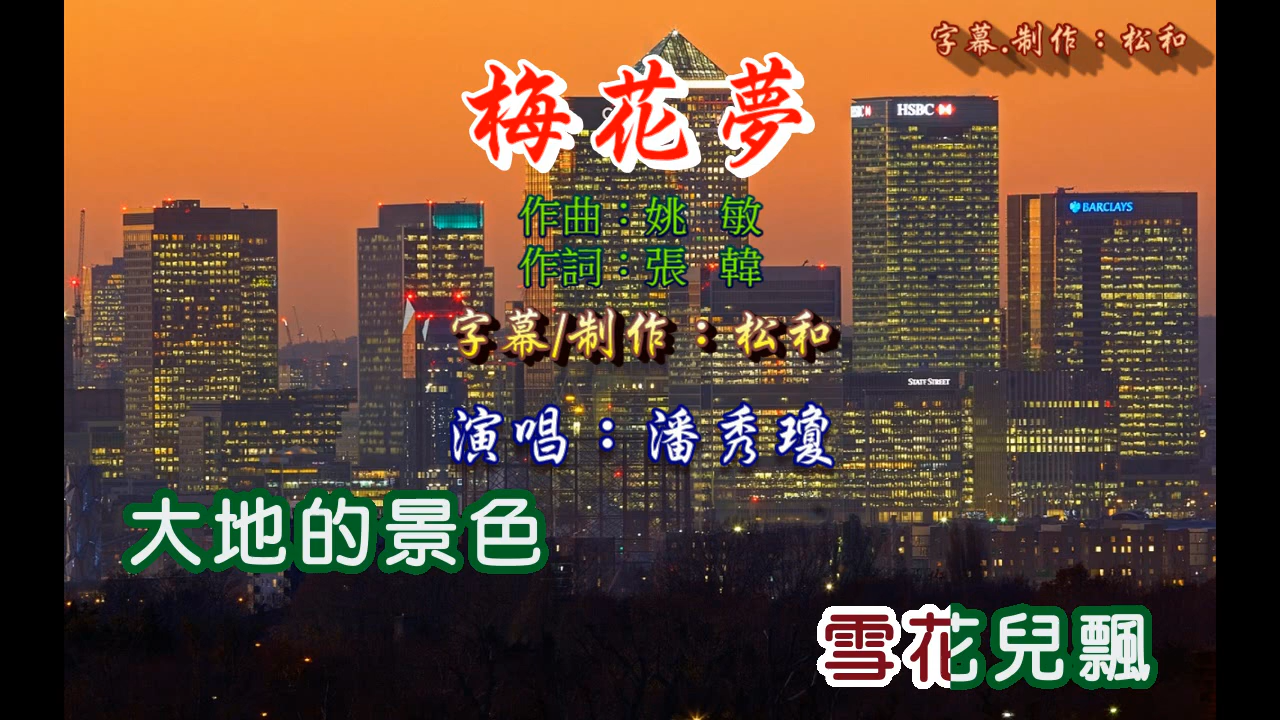 字幕.制作：松和
梅花夢
HSBC
BARCLAYS
作曲：姚 敏
作詞：張 韓
字幕/制作：松和
STATE STREET
演唱：潘秀瓊
大地的景色
雪花兒飄